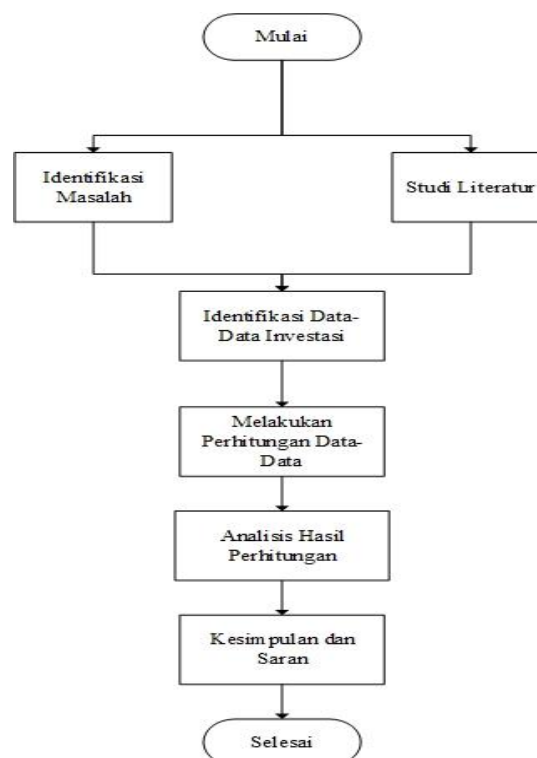 Mulai
Identifikasi
Masalah
Studi Literatur
Identifikasi Data-
Data Investasi
Melakukan
Perhitungan Data-
Data
Analisis Hasil
Perhitungan
Kesimpulan dan
Saran
Selesai